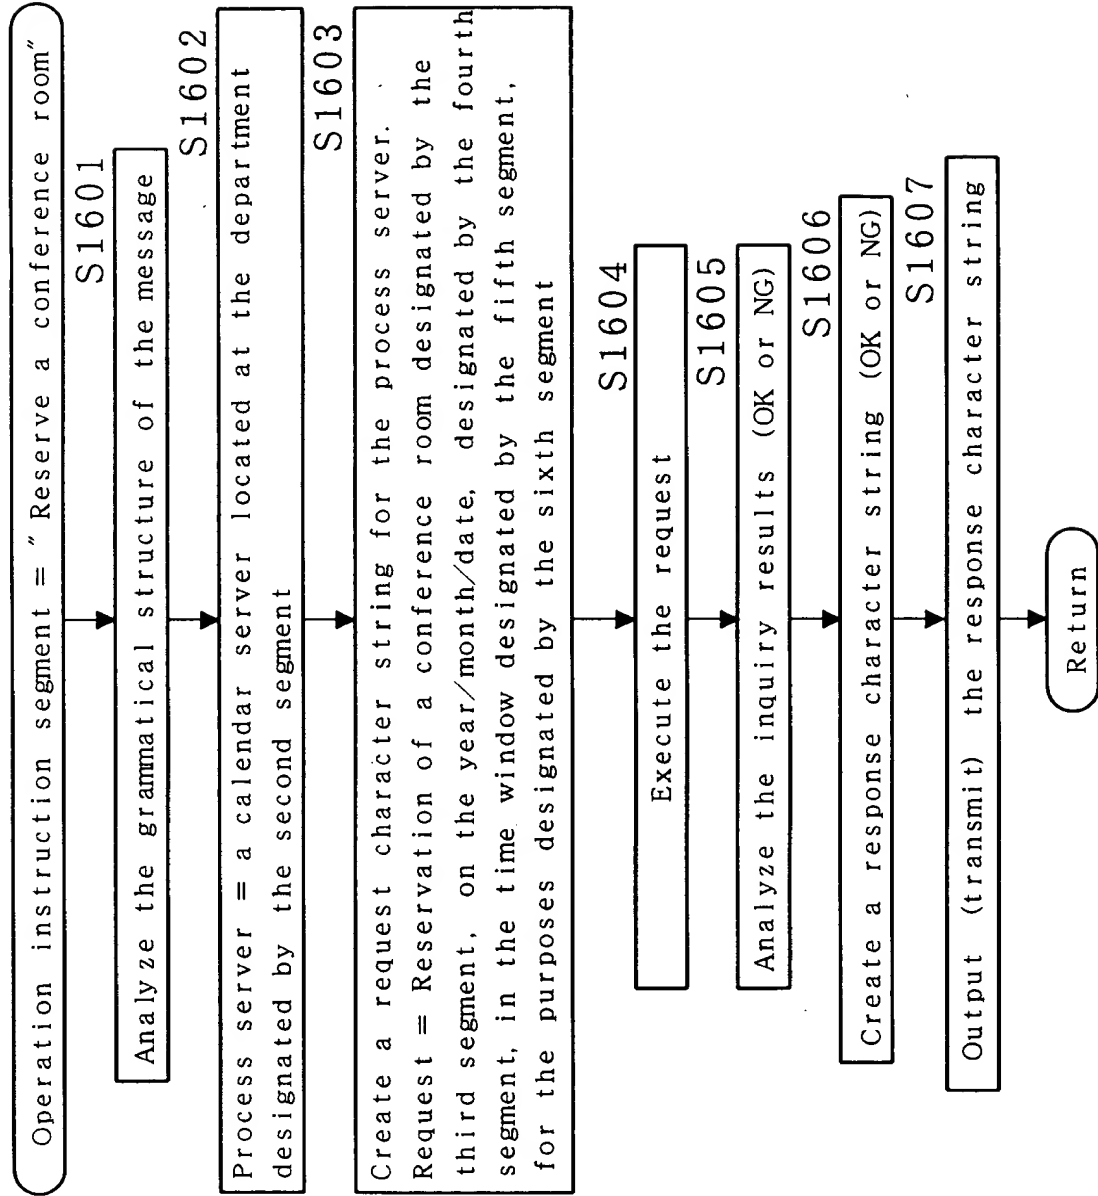 Operation instruction segment = "Reserve a conference room"
S1601
Analyze the grammatical structure of the message
S1602
Process server = a calendar server located at the department
designated by the second segment
S1603
Create a request character string for the process server.
Request = Reservation of a conference room designated by the
third segment, on the year/month/date, designated by the fourth
segment, in the time window designated by the fifth segment,
for the purposes designated by the sixth segment
S1604
Execute the request
S1605
Analyze the inquiry results (OK or NG)
S1606
Create a response character string (OK or NG)
S1607
Output (transmit) the response character string
Return